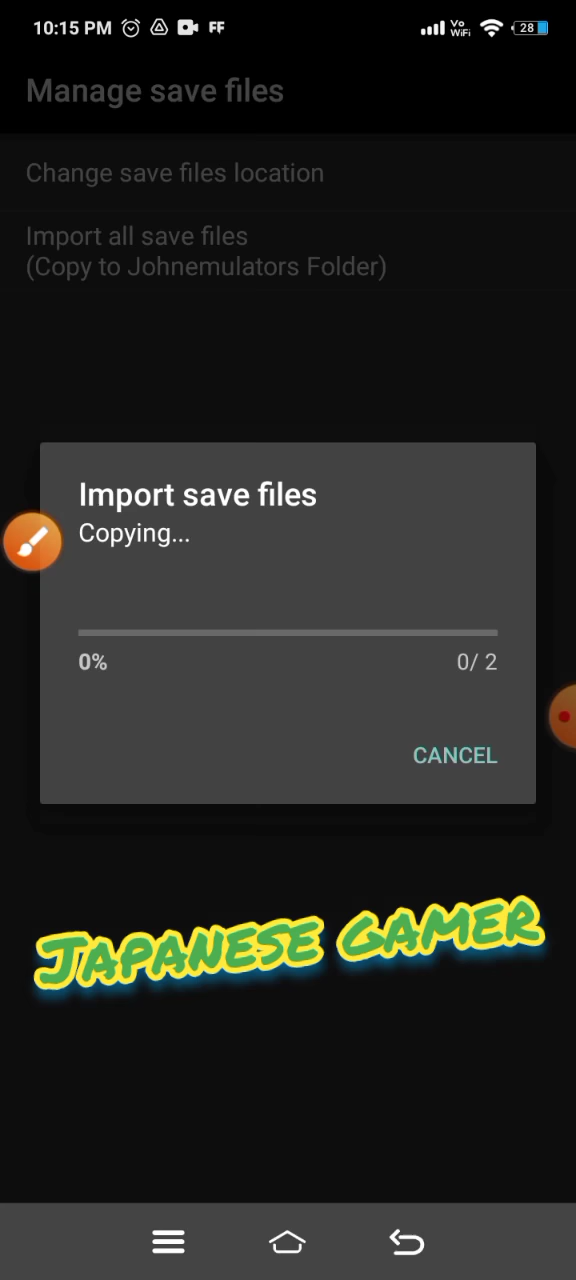 10:15 PM FF Vo WiFi 28
Manage save files
Change save files location
Import all save files
(Copy to Johnemulators Folder)
Import save files
Copying...
0% 0/ 2
CANCEL
JAPANESE GAMER